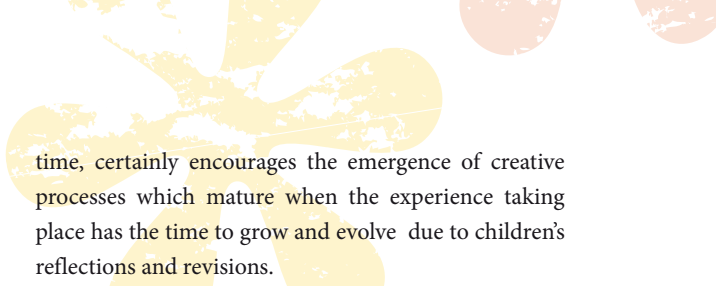 time, certainly encourages the emergence of creative
processes which mature when the experience taking
place has the time to grow and evolve  due to children’s
reflections and revisions.